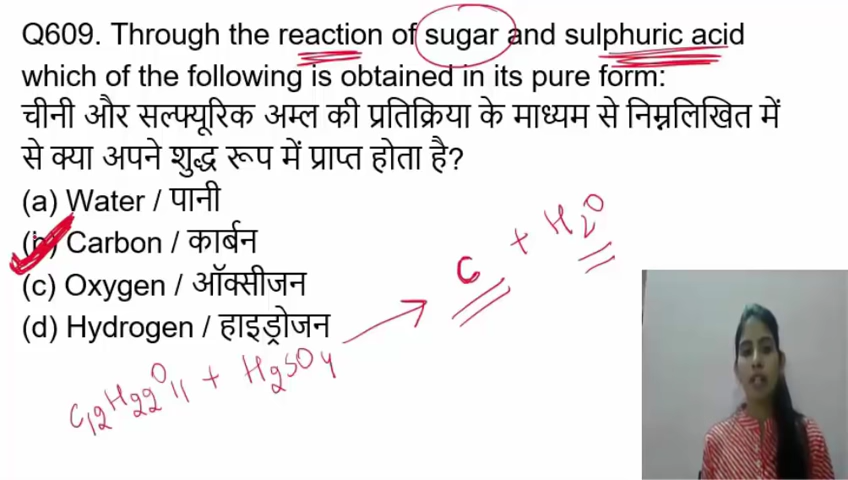 Q609. Through the reaction of sugar and sulphuric acid
which of the following is obtained in its pure form:
चीनी और सल्फ्यूरिक अम्ल की प्रतिक्रिया के माध्यम से निम्नलिखित में
से क्या अपने शुद्ध रूप में प्राप्त होता है?
(a) Water / पानी
(b) Carbon / कार्बन
(c) Oxygen / ऑक्सीजन
(d) Hydrogen / हाइड्रोजन
C12H22O11 + H2SO4 → C + H2O